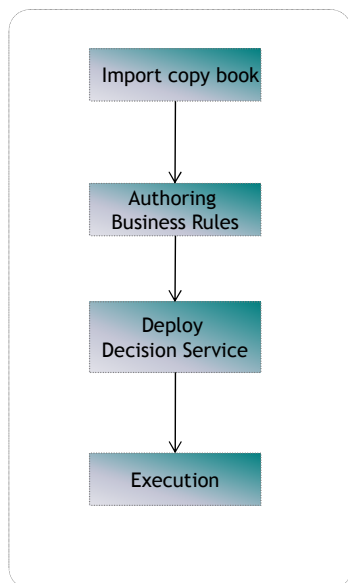 Import copy book
Authoring
Business Rules
Deploy
Decision Service
Execution